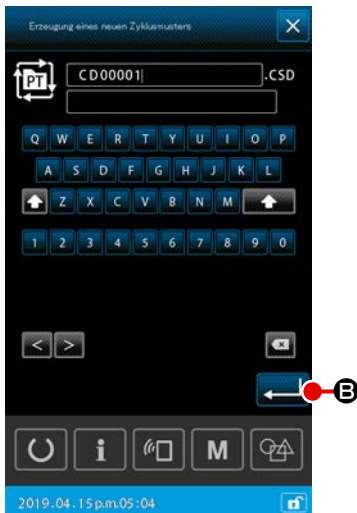 Erzeugung eines neuen Zyklusmusters
PT
CD00001
.CSD
Q W E R T Y U I O P
A S D F G H J K L
Z X C V B N M
1 2 3 4 5 6 7 8 9 0
< >
B
i M
2019.04.15 p.m.05:04